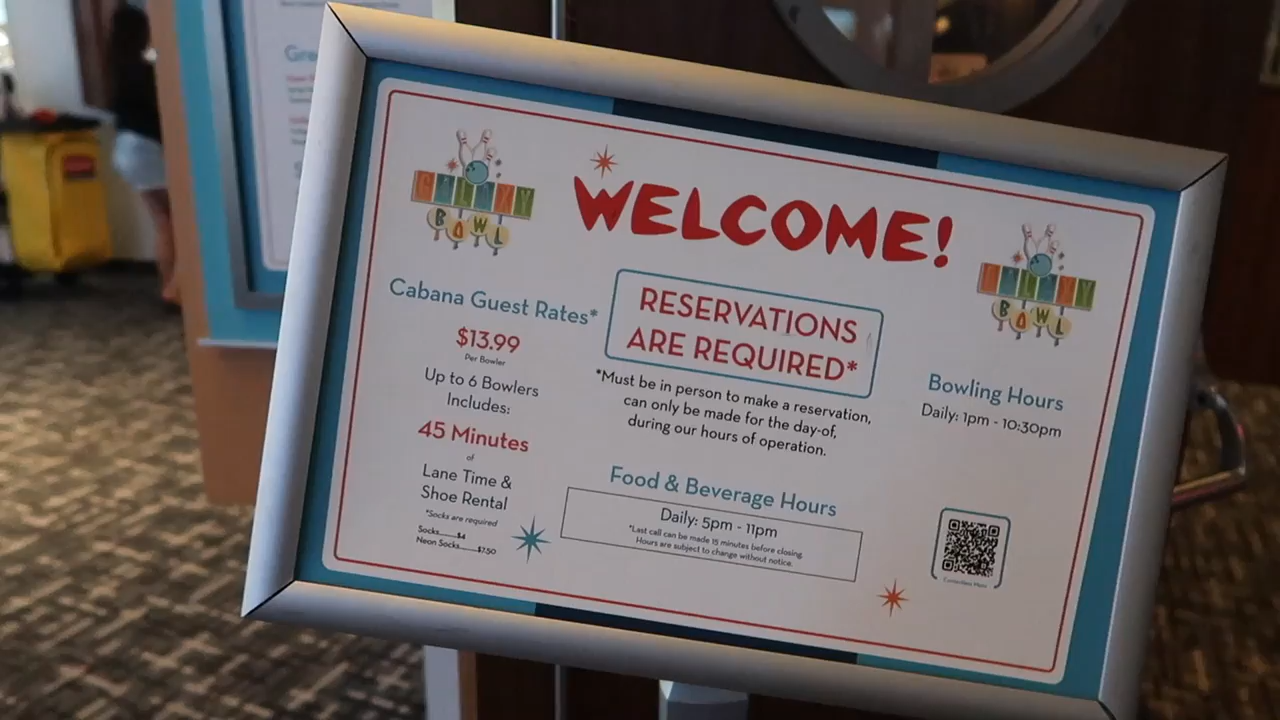 GALAXY
BOWL
WELCOME!
GALAXY
BOWL
Cabana Guest Rates*
$13.99
Per Bowler
Up to 6 Bowlers
Includes:
45 Minutes
of
Lane Time &
Shoe Rental
*Socks are required
Socks........$4
Neon Socks........$7.50
RESERVATIONS
ARE REQUIRED*
*Must be in person to make a reservation,
can only be made for the day-of,
during our hours of operation.
Food & Beverage Hours
Daily: 5pm - 11pm
*Last call can be made 15 minutes before closing.
Hours are subject to change without notice.
Bowling Hours
Daily: 1pm - 10:30pm